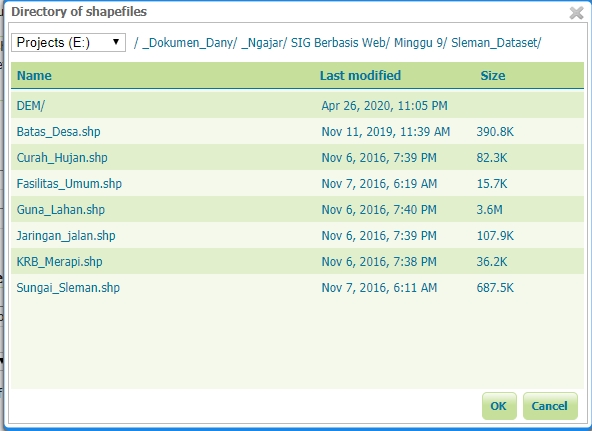 Directory of shapefiles
Projects (E:) / _Dokumen_Dany/ _Ngajar/ SIG Berbasis Web/ Minggu 9/ Sleman_Dataset/
Name Last modified Size
DEM/ Apr 26, 2020, 11:05 PM
Batas_Desa.shp Nov 11, 2019, 11:39 AM 390.8K
Curah_Hujan.shp Nov 6, 2016, 7:39 PM 82.3K
Fasilitas_Umum.shp Nov 7, 2016, 6:19 AM 15.7K
Guna_Lahan.shp Nov 6, 2016, 7:40 PM 3.6M
Jaringan_jalan.shp Nov 6, 2016, 7:39 PM 107.9K
KRB_Merapi.shp Nov 6, 2016, 7:38 PM 36.2K
Sungai_Sleman.shp Nov 7, 2016, 6:11 AM 687.5K
OK Cancel